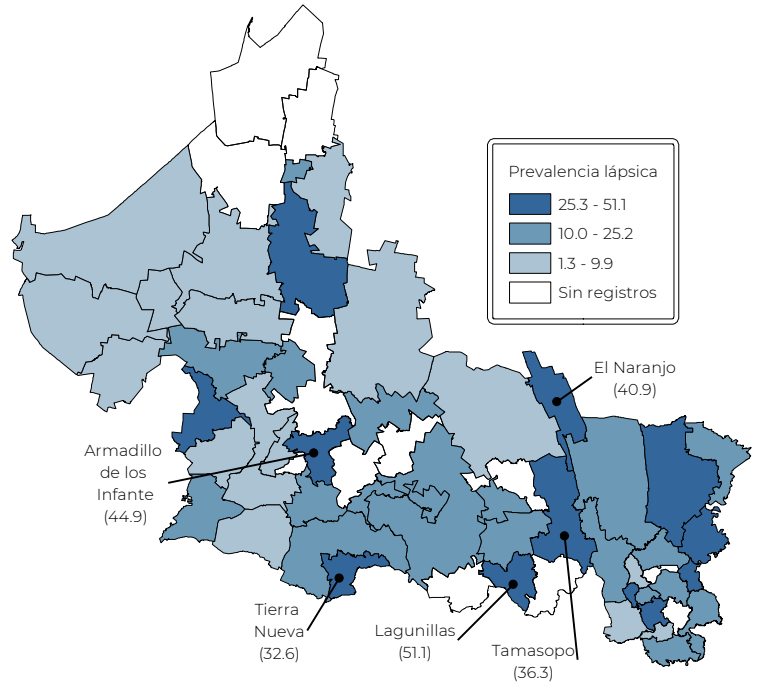 Prevalencia lápsica
25.3 - 51.1
10.0 - 25.2
1.3 - 9.9
Sin registros
El Naranjo
(40.9)
Armadillo
de los
Infante
(44.9)
Tierra
Nueva
(32.6)
Lagunillas
(51.1)
Tamasopo
(36.3)